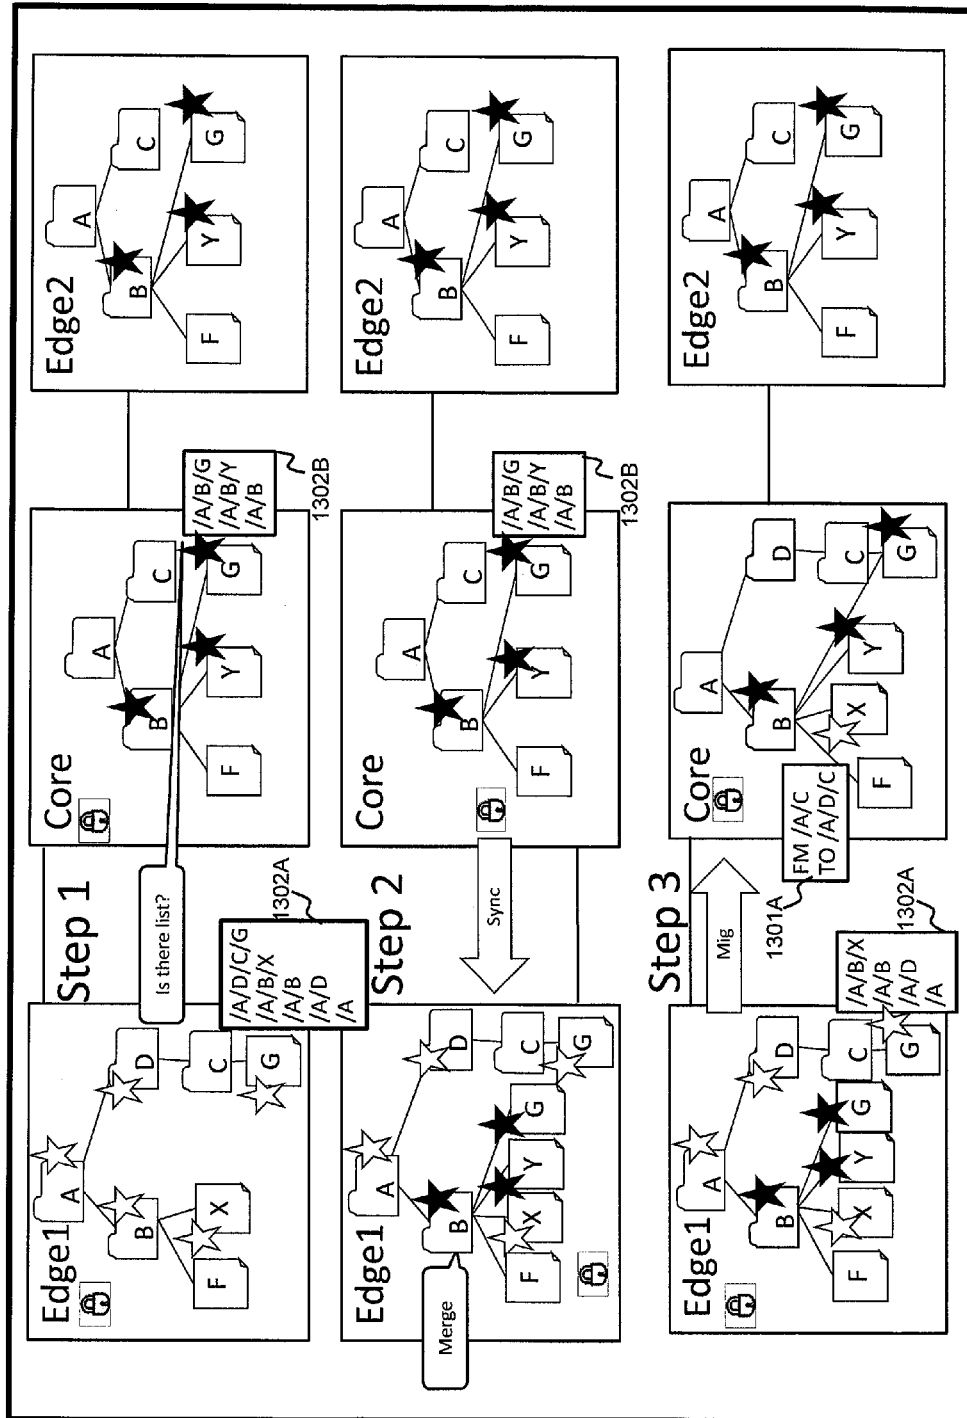 Edge1
A
B
D
F
X
C
G
Step 1
Is there list?
/A/D/C/G
/A/B/X
/A/B
/A/D
/A
1302A
Core
A
B
C
F
Y
G
/A/B/G
/A/B/Y
/A/B
1302B
Edge2
A
B
C
F
Y
G
Merge
Edge1
A
B
D
F
X
Y
G
C
G
Step 2
Sync
Core
A
B
C
F
Y
G
/A/B/G
/A/B/Y
/A/B
1302B
Edge2
A
B
C
F
Y
G
Edge1
A
B
D
F
X
Y
G
C
G
Step 3
Mig
/A/B/X
/A/B
/A/D
/A
1302A
1301A
FM /A/C
TO /A/D/C
Core
A
B
D
F
X
Y
C
G
Edge2
A
B
C
F
Y
G